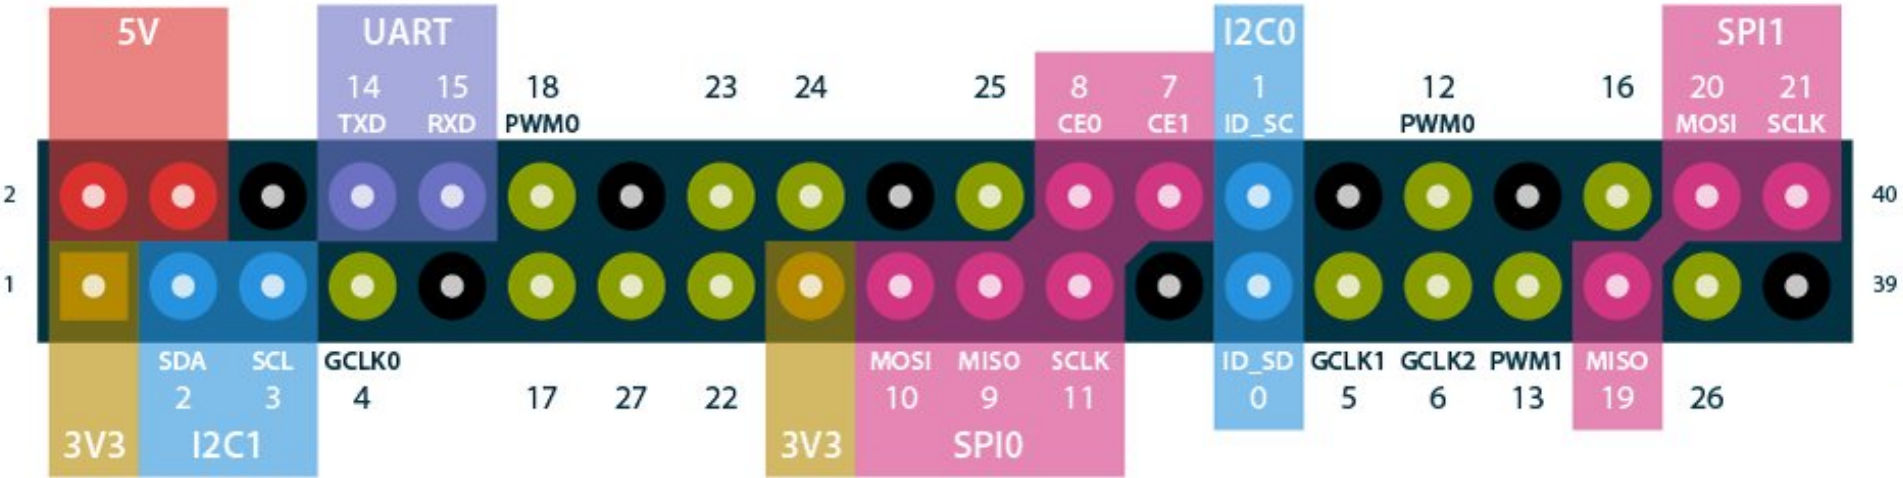 5V UART I2C0 SPI1
14 15 18 23 24 25 8 7 1 12 16 20 21
TXD RXD PWM0 CE0 CE1 ID_SC PWM0 MOSI SCLK
2 40
1 39
SDA SCL GCLK0 MOSI MISO SCLK ID_SD GCLK1 GCLK2 PWM1 MISO
2 3 4 17 27 22 10 9 11 0 5 6 13 19 26
3V3 I2C1 3V3 SPI0